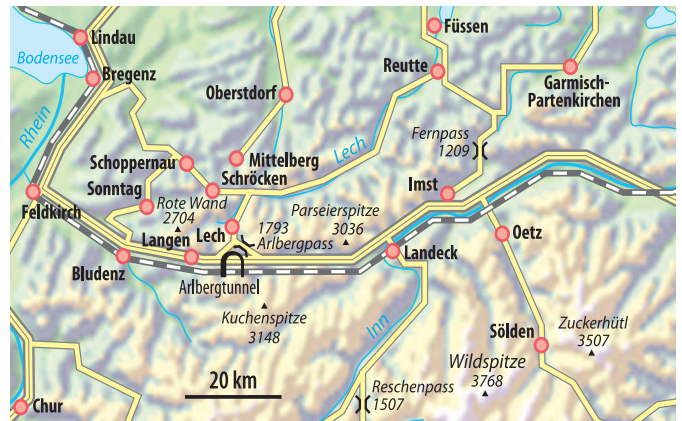 Lindau
Füssen
Bodensee
Bregenz
Reutte
Garmisch-
Partenkirchen
Oberstdorf
Rhein
Fernpass
1209
Lech
Schoppernau
Mittelberg
Schröcken
Sonntag
Rote Wand
2704
Imst
Feldkirch
Parseierspitze
3036
1793
Arlbergpass
Lech
Langen
Landeck
Oetz
Bludenz
Arlbergtunnel
Kuchenspitze
3148
Inn
Sölden
Zuckerhütl
3507
Wildspitze
3768
20 km
Reschenpass
1507
Chur